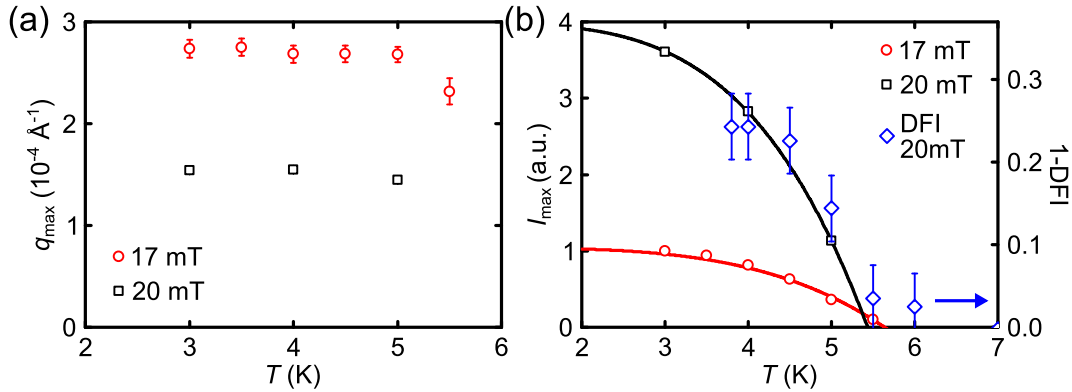 (a)
3
2
1
0
q_max (10⁻⁴ Å⁻¹)
17 mT
20 mT
2 3 4 5 6
T (K)
(b)
4
3
2
1
0
I_max (a.u.)
17 mT
20 mT
DFI
20mT
0.3
0.2
0.1
0.0
1-DFI
2 3 4 5 6 7
T (K)